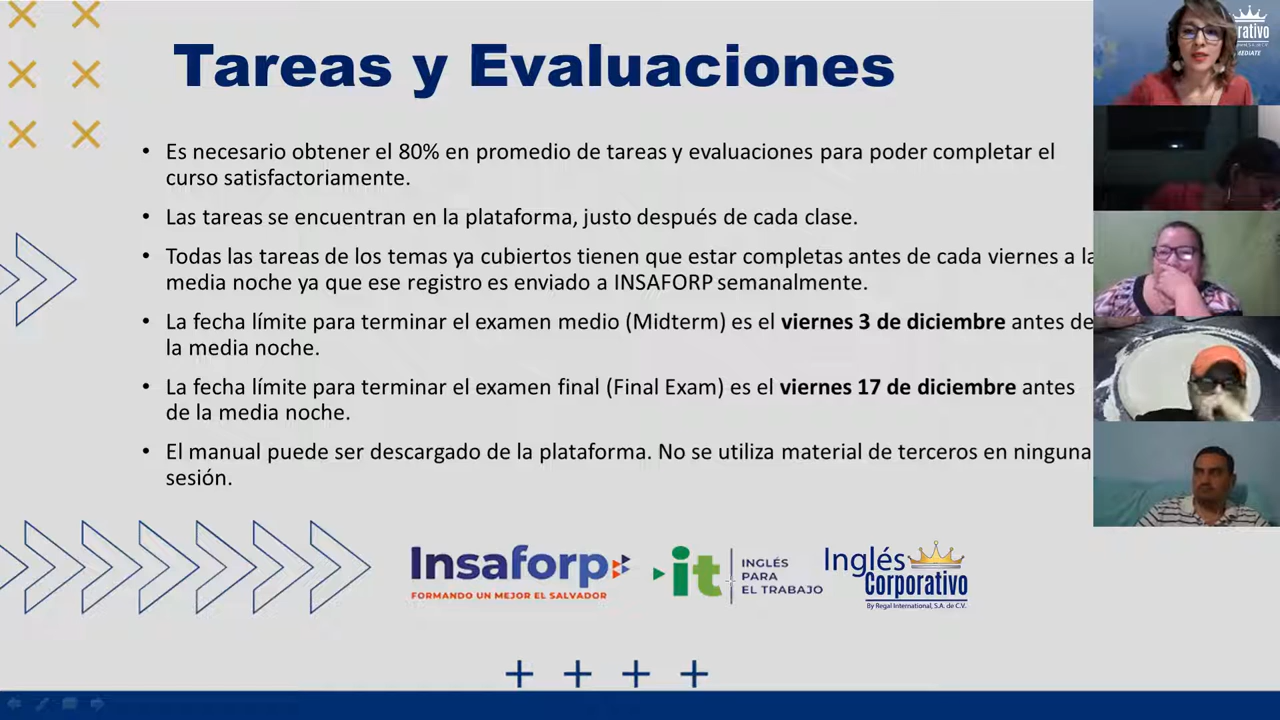 Tareas y Evaluaciones
• Es necesario obtener el 80% en promedio de tareas y evaluaciones para poder completar el
curso satisfactoriamente.
• Las tareas se encuentran en la plataforma, justo después de cada clase.
• Todas las tareas de los temas ya cubiertos tienen que estar completas antes de cada viernes a la
media noche ya que ese registro es enviado a INSAFORP semanalmente.
• La fecha límite para terminar el examen medio (Midterm) es el viernes 3 de diciembre antes de
la media noche.
• La fecha límite para terminar el examen final (Final Exam) es el viernes 17 de diciembre antes
de la media noche.
• El manual puede ser descargado de la plataforma. No se utiliza material de terceros en ninguna
sesión.
Insaforp
FORMANDO UN MEJOR EL SALVADOR
it
INGLÉS
PARA
EL TRABAJO
Inglés
Corporativo
By Regal International, S.A. de C.V.
rativo
MEDIATE